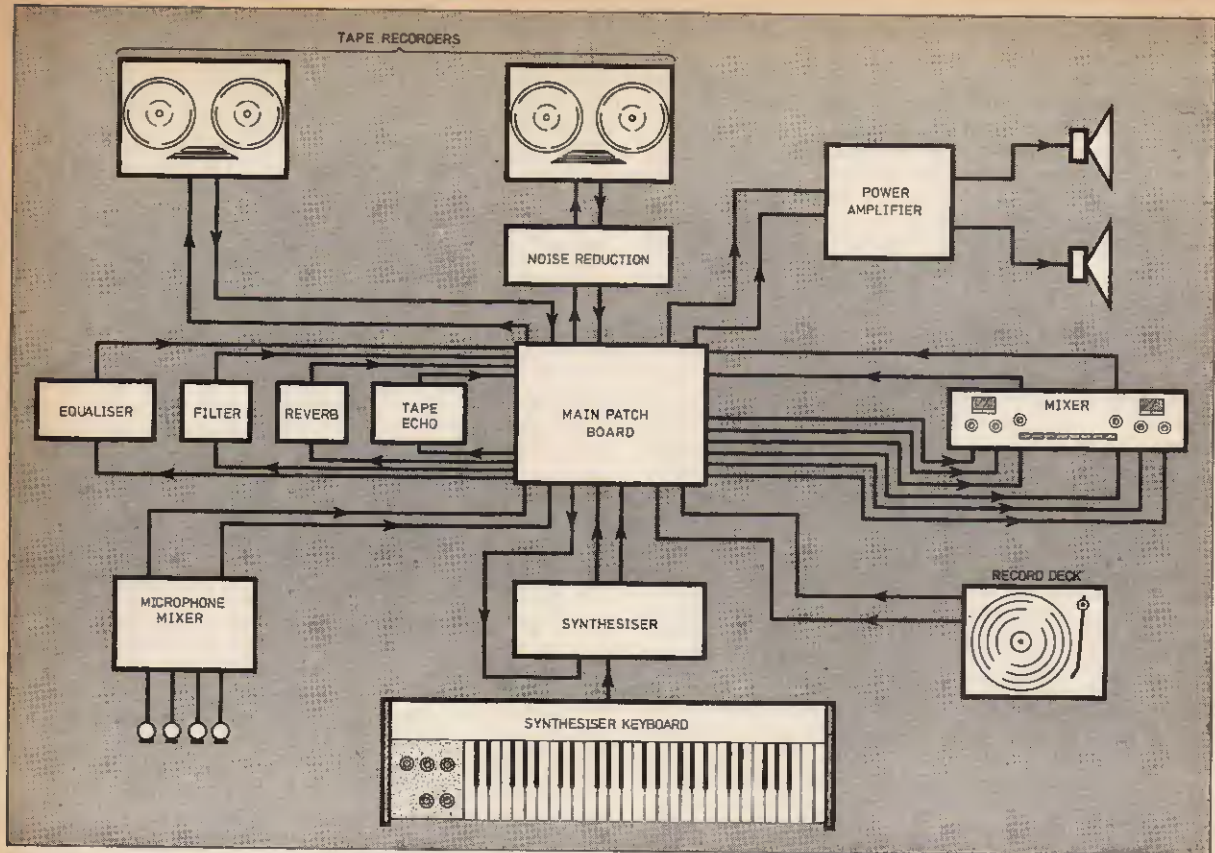 TAPE RECORDERS
POWER
AMPLIFIER
NOISE REDUCTION
EQUALISER
FILTER
REVERB
TAPE
ECHO
MAIN PATCH
BOARD
MIXER
MICROPHONE
MIXER
SYNTHESISER
RECORD DECK
SYNTHESISER KEYBOARD